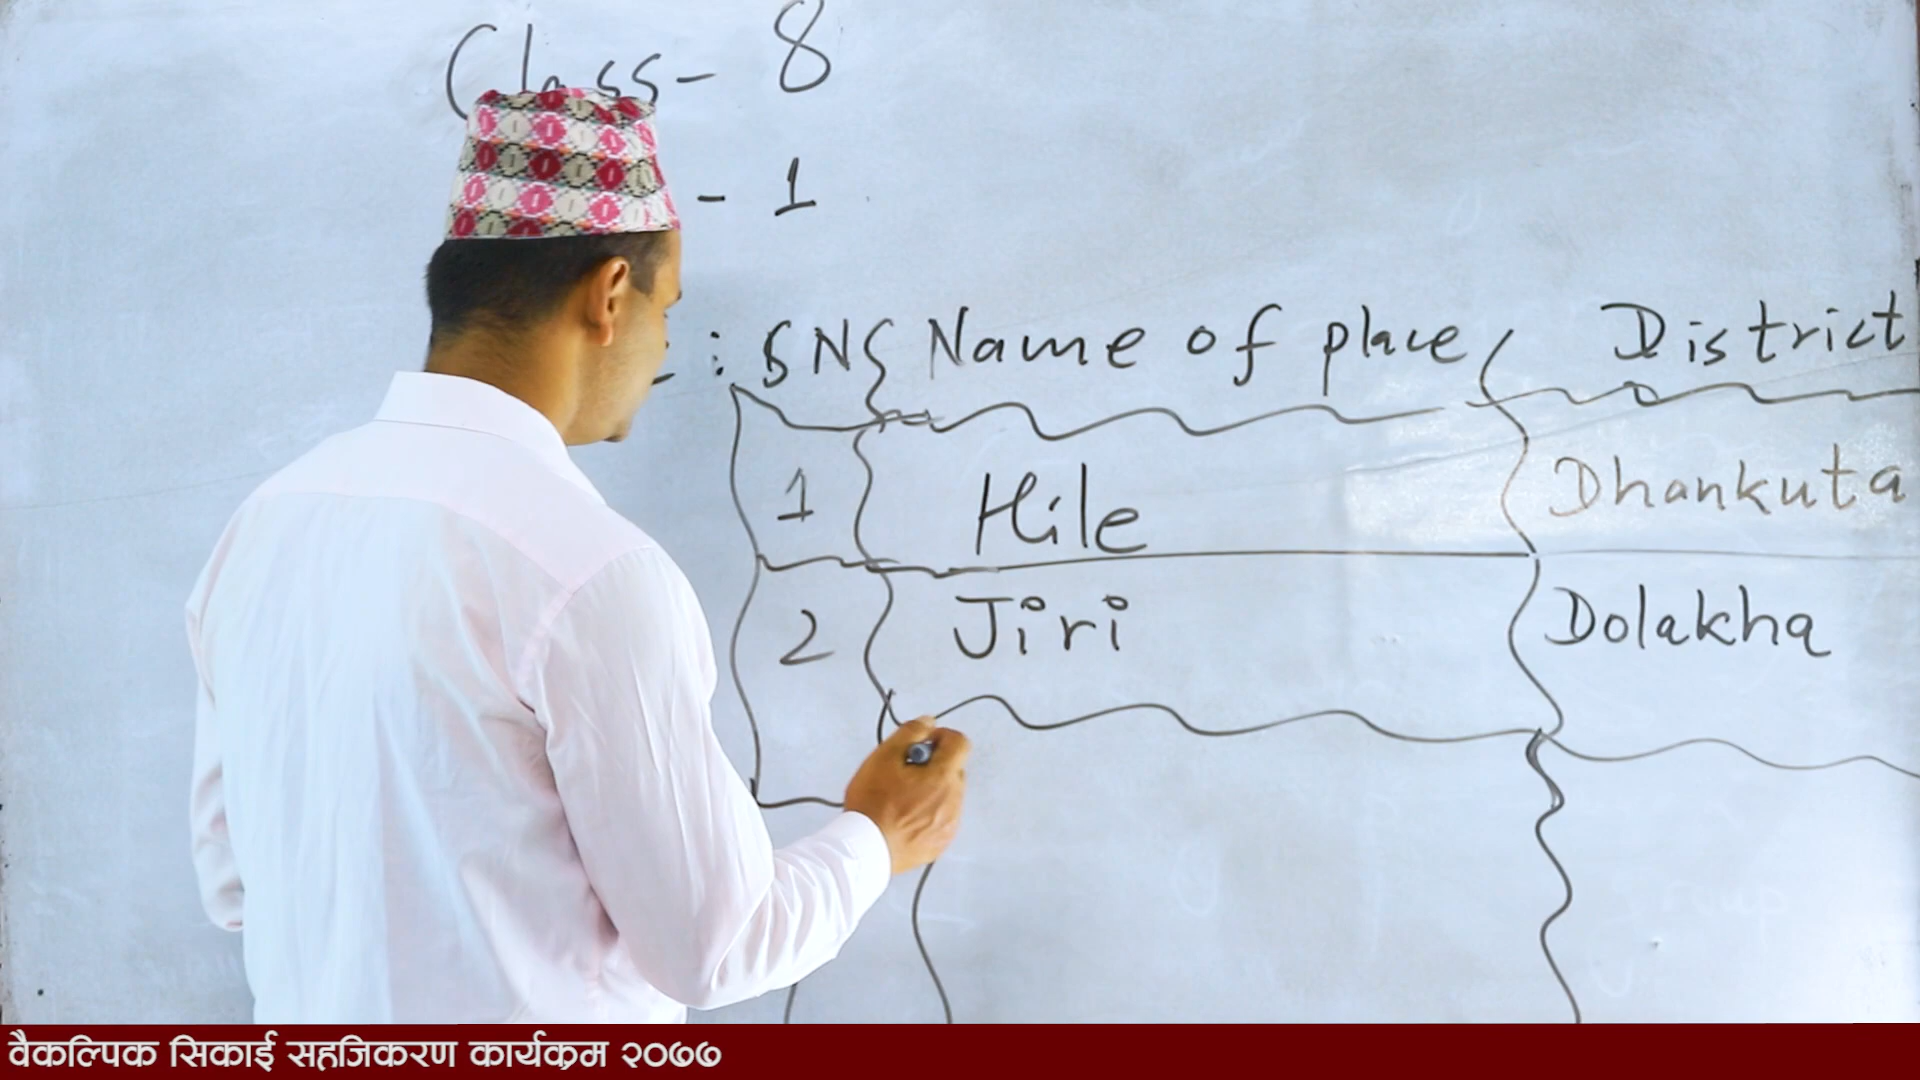 Class- 8
- 1
: SN Name of place District
1 Hile Dhankuta
2 Jiri Dolakha
वैकल्पिक सिकाई सहजिकरण कार्यक्रम २०७७